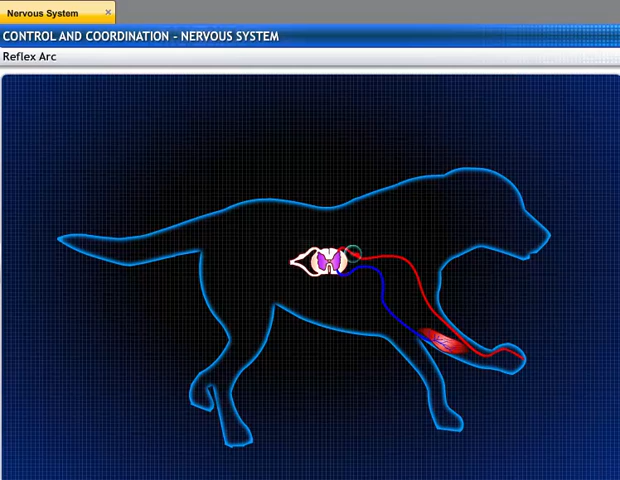 Nervous System
CONTROL AND COORDINATION - NERVOUS SYSTEM
Reflex Arc